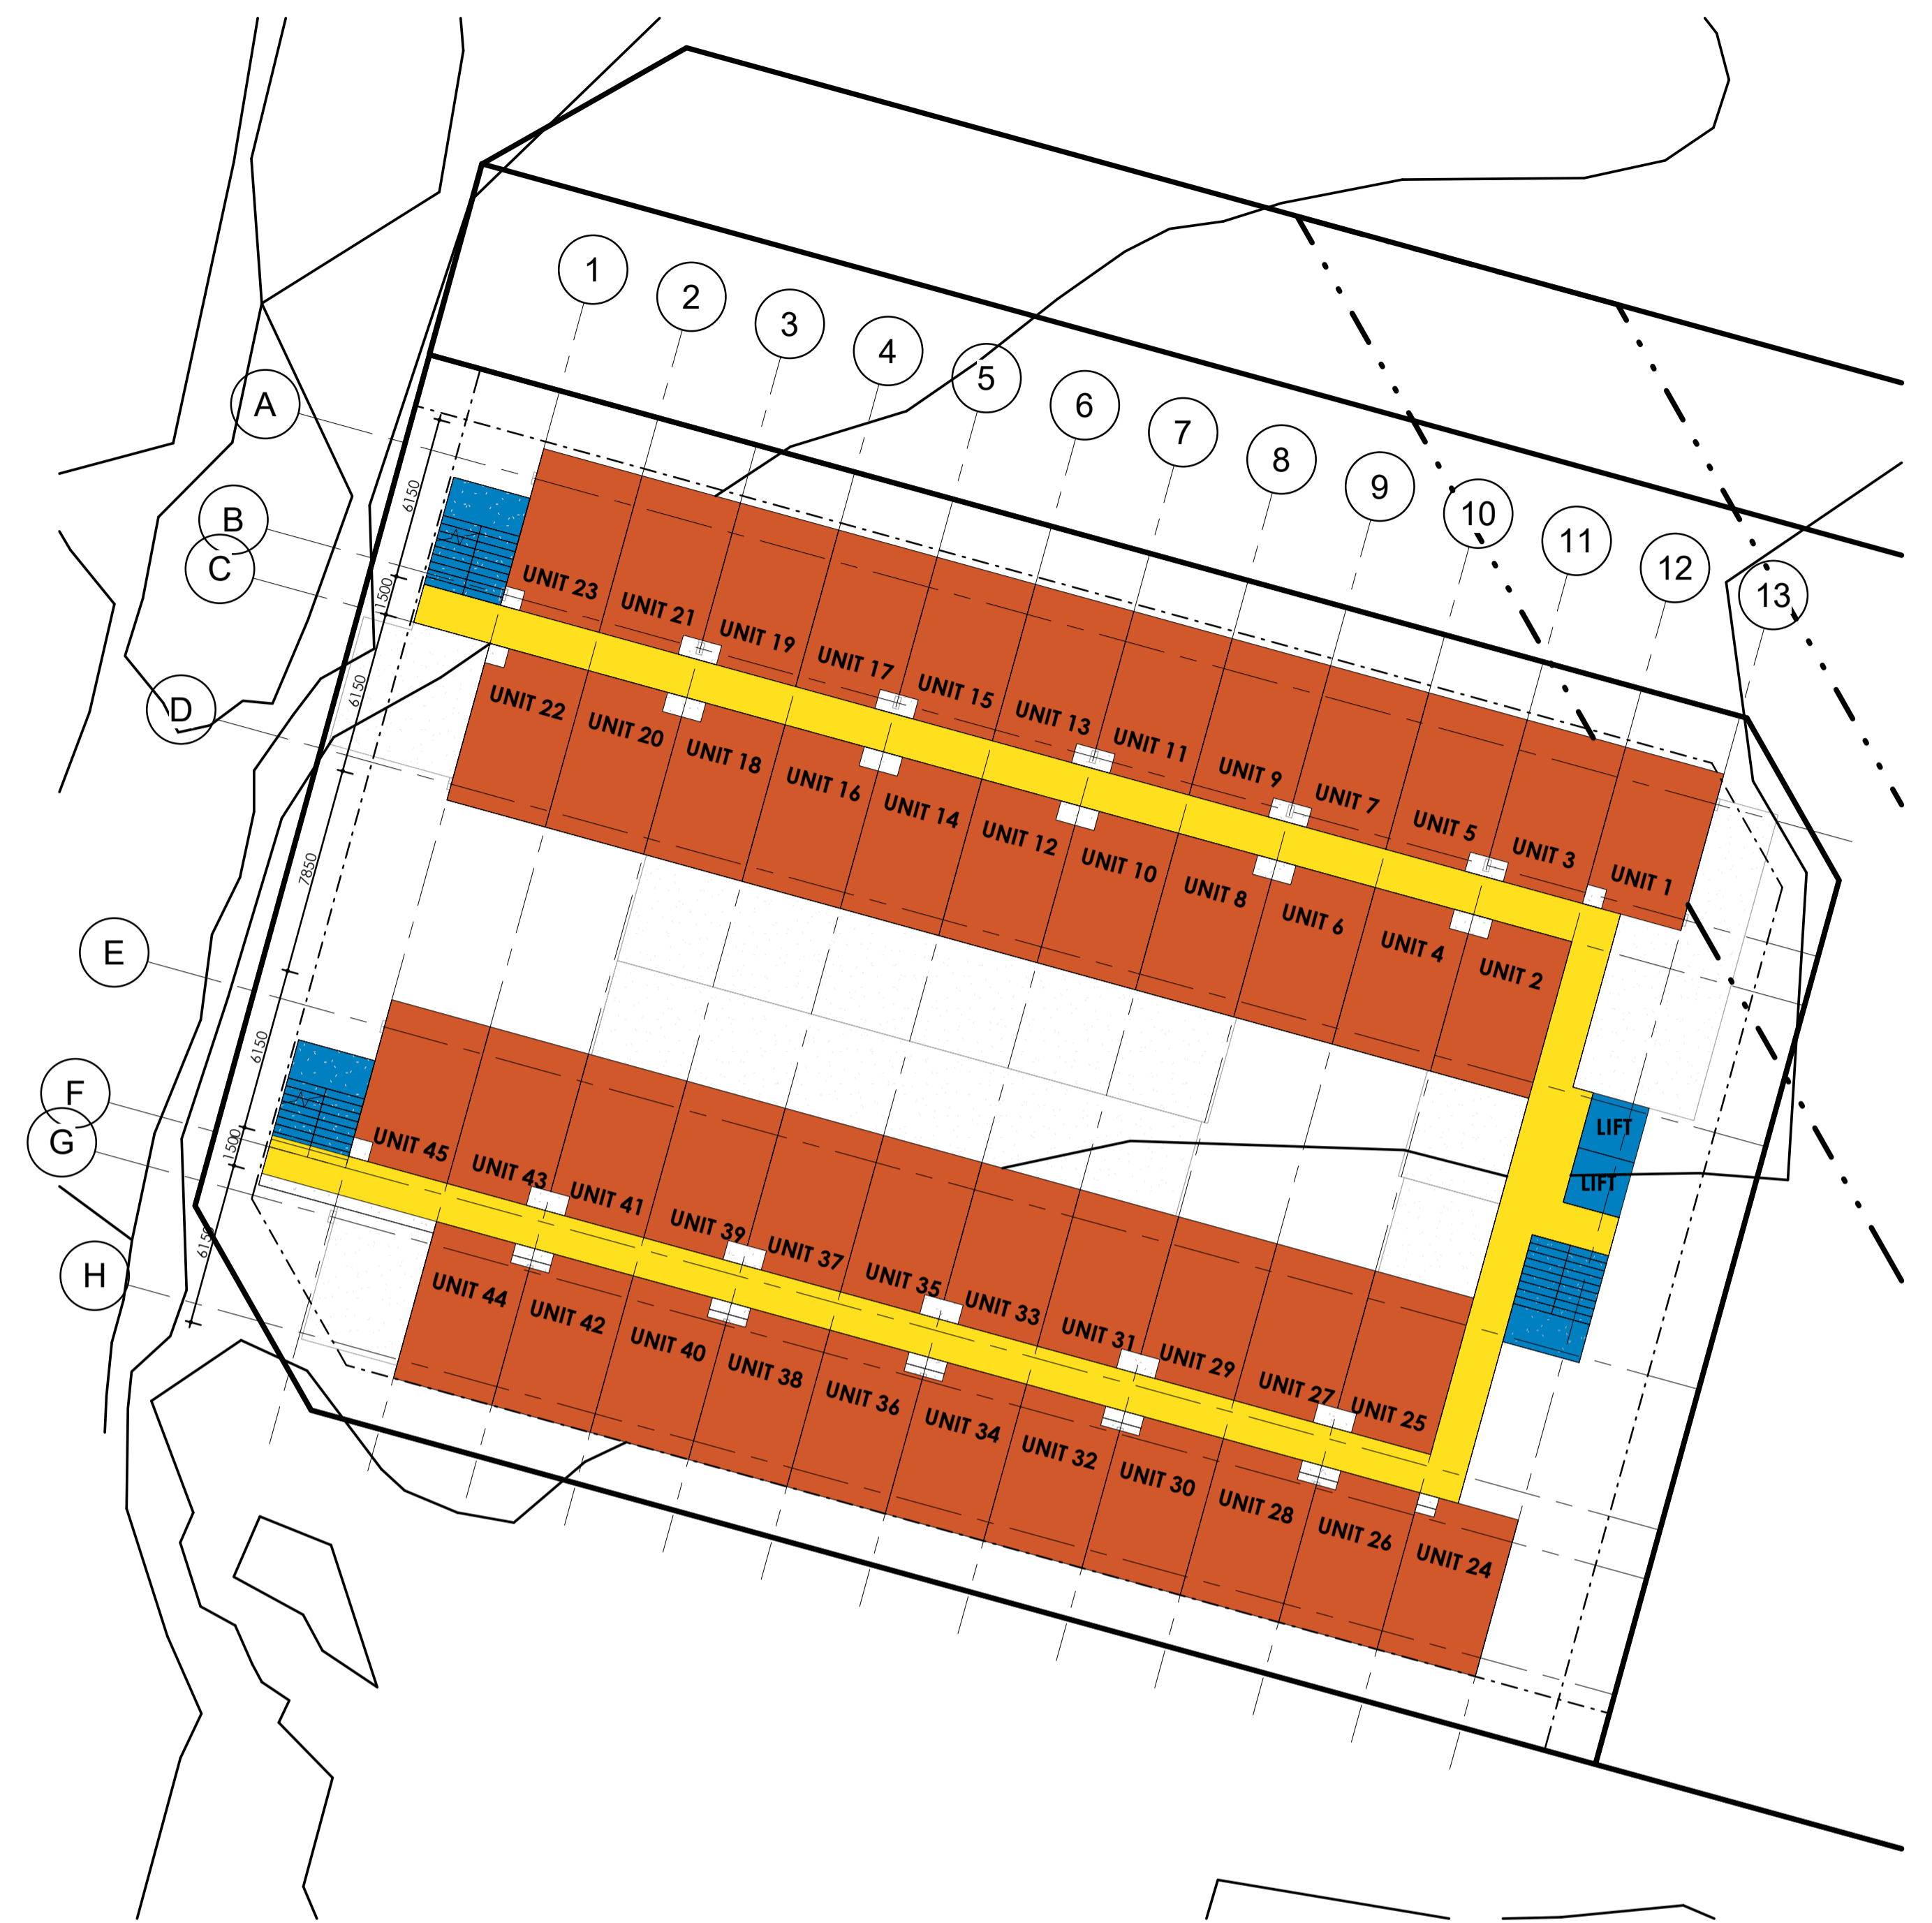 1
2
3
4
5
6
7
8
9
10
11
12
13
A
B
C
D
E
F
G
H
6150
1500
6150
7850
6150
1500
6150
UNIT 23
UNIT 21
UNIT 19
UNIT 17
UNIT 15
UNIT 13
UNIT 11
UNIT 9
UNIT 7
UNIT 5
UNIT 3
UNIT 1
UNIT 22
UNIT 20
UNIT 18
UNIT 16
UNIT 14
UNIT 12
UNIT 10
UNIT 8
UNIT 6
UNIT 4
UNIT 2
LIFT
LIFT
UNIT 45
UNIT 43
UNIT 41
UNIT 39
UNIT 37
UNIT 35
UNIT 33
UNIT 31
UNIT 29
UNIT 27
UNIT 25
UNIT 44
UNIT 42
UNIT 40
UNIT 38
UNIT 36
UNIT 34
UNIT 32
UNIT 30
UNIT 28
UNIT 26
UNIT 24